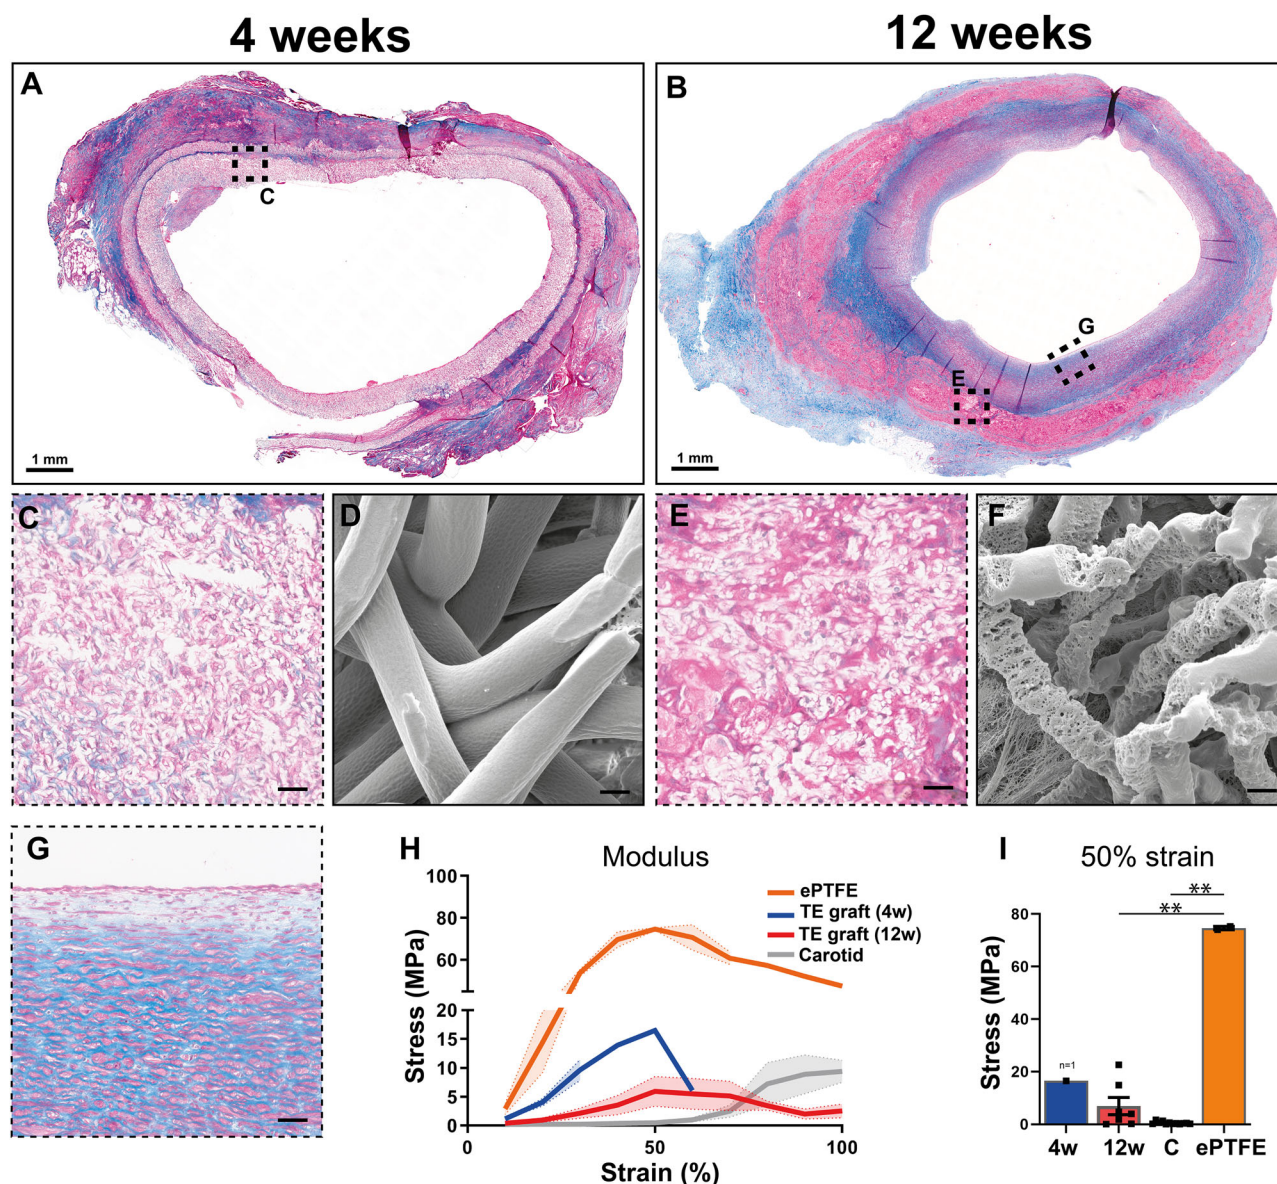 4 weeks
12 weeks
A
C
1 mm
B
G
E
1 mm
C
D
E
F
G
H
Modulus
100
80
60
20
15
10
5
0
0
50
100
Stress (MPa)
Strain (%)
ePTFE
TE graft (4w)
TE graft (12w)
Carotid
I
50% strain
**
**
80
60
40
20
0
Stress (MPa)
n=1
4w
12w
C
ePTFE